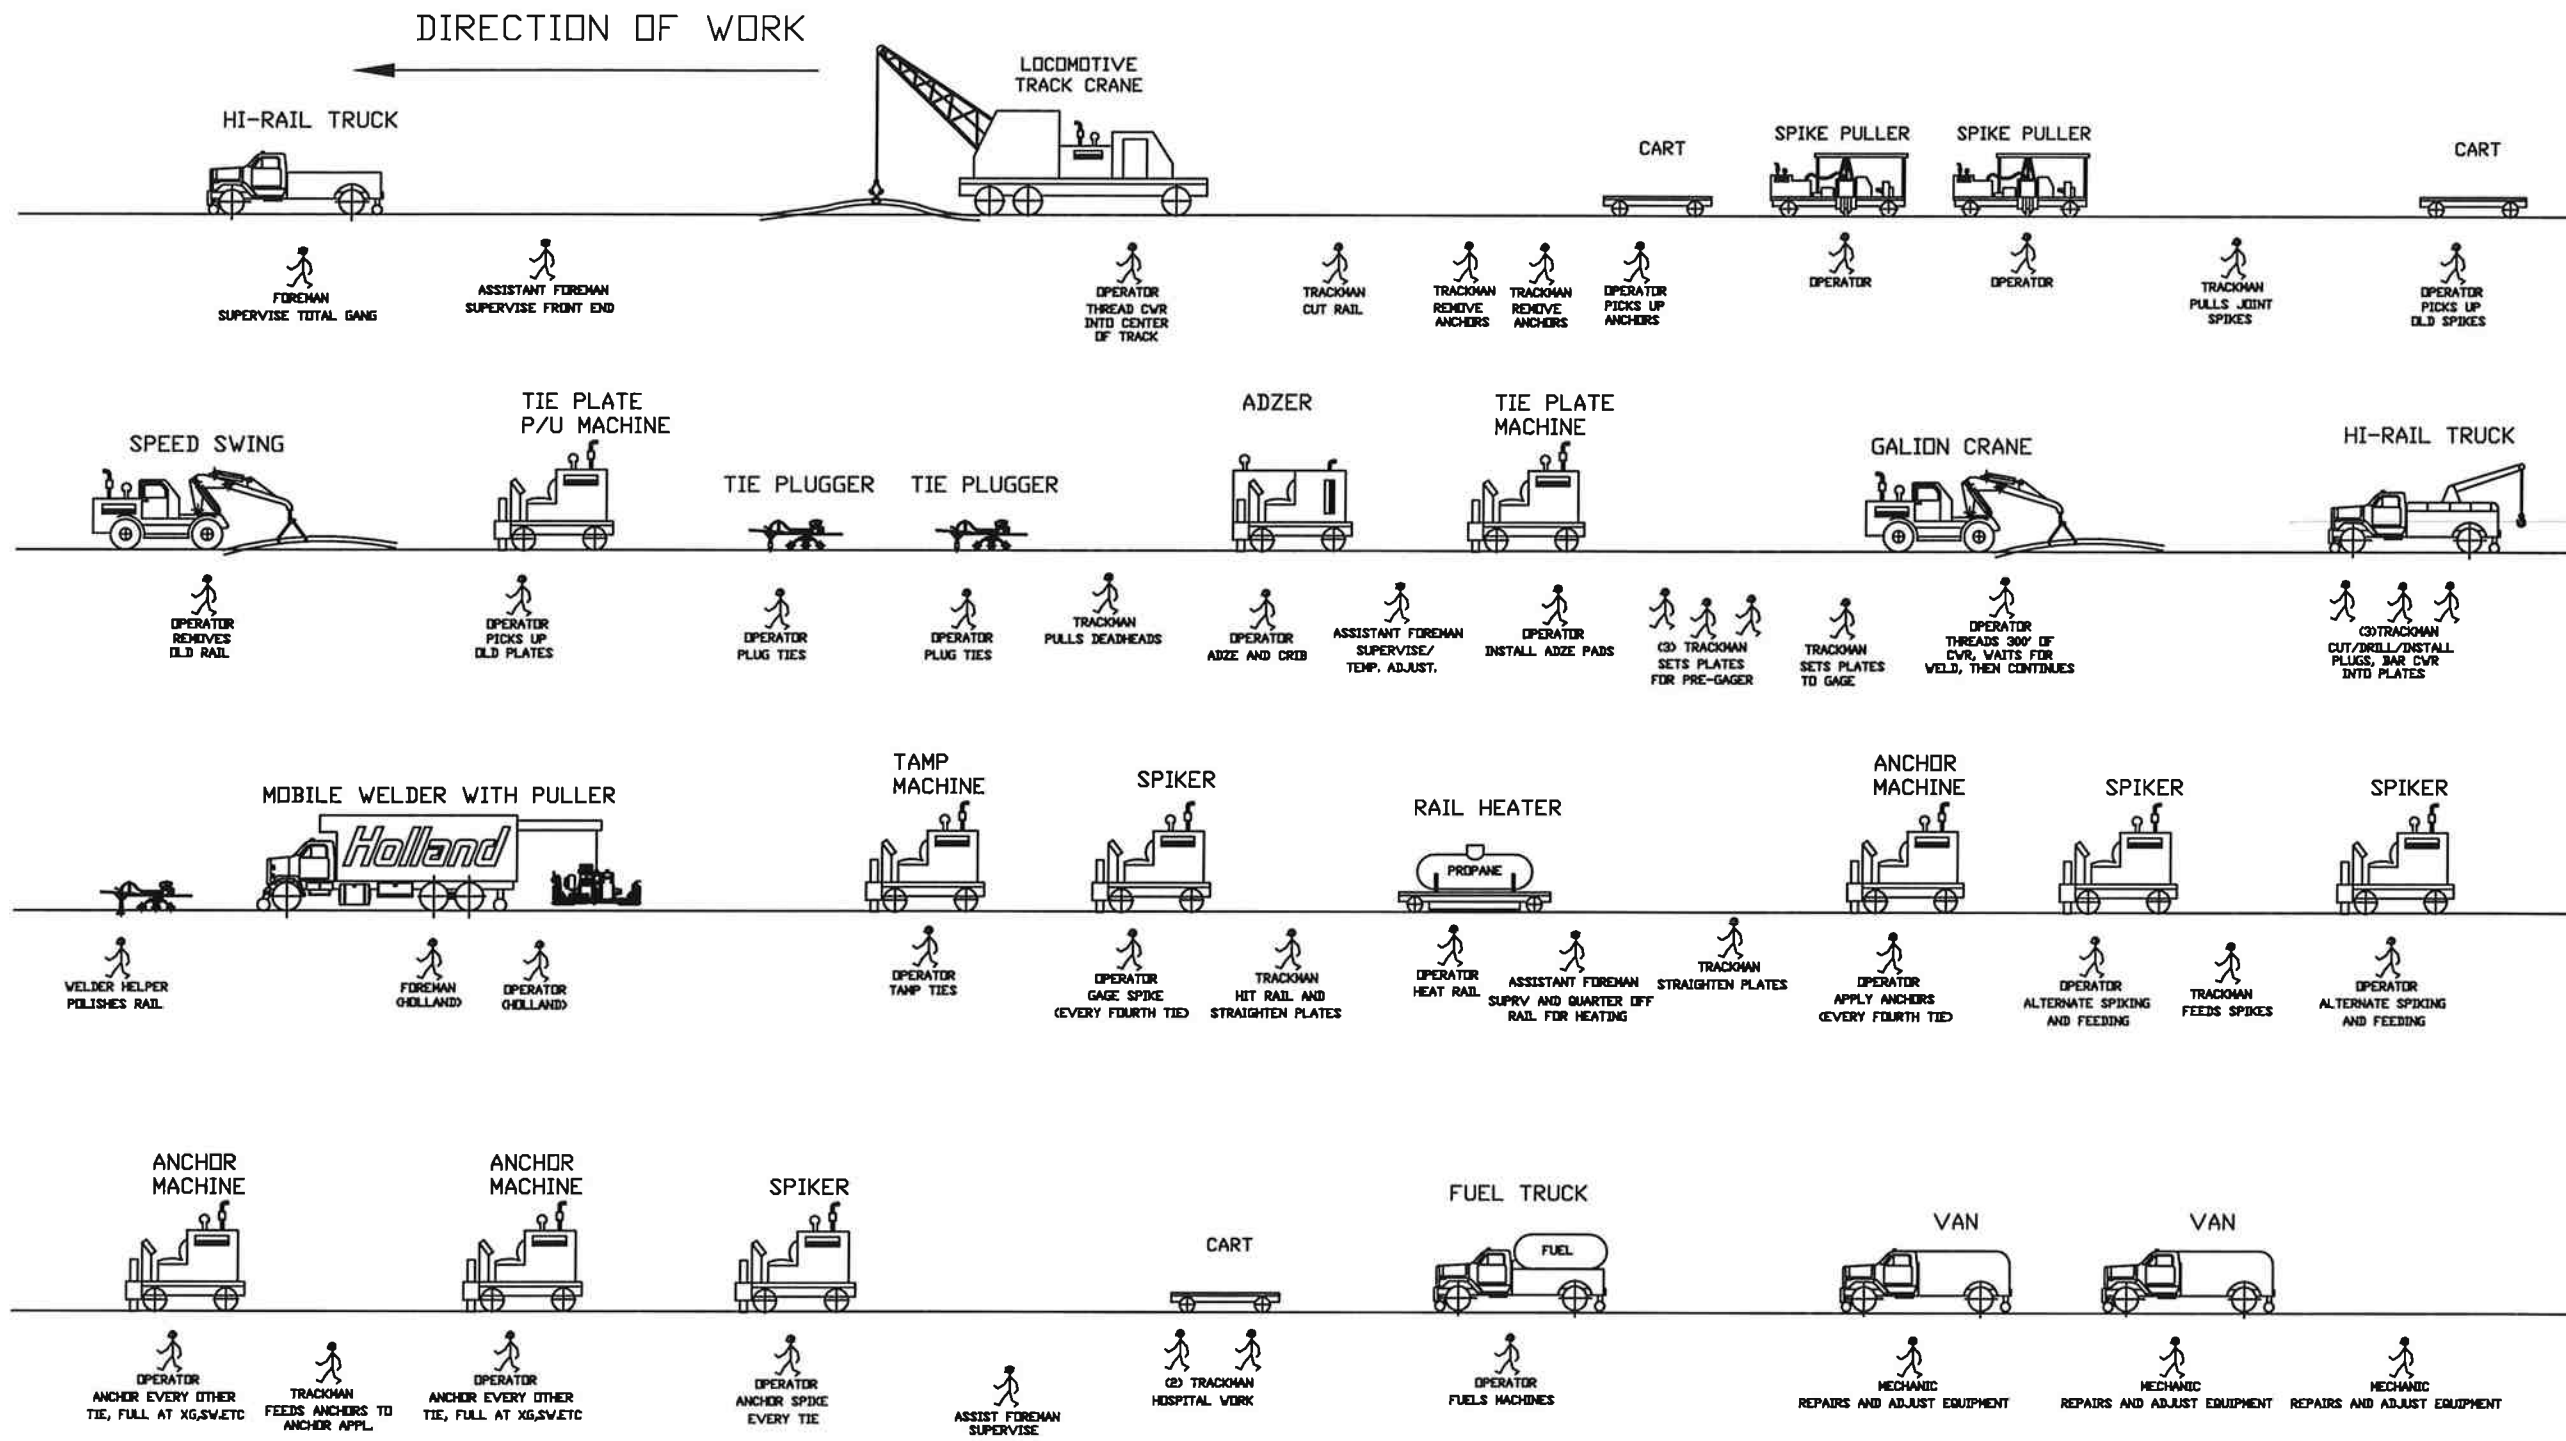 DIRECTION OF WORK
HI-RAIL TRUCK
LOCOMOTIVE
TRACK CRANE
CART
SPIKE PULLER
SPIKE PULLER
CART
FOREMAN
SUPERVISE TOTAL GANG
ASSISTANT FOREMAN
SUPERVISE FRONT END
OPERATOR
THREAD CWR
INTO CENTER
OF TRACK
TRACKMAN
CUT RAIL
TRACKMAN
REMOVE
ANCHORS
TRACKMAN
REMOVE
ANCHORS
OPERATOR
PICKS UP
ANCHORS
OPERATOR
OPERATOR
TRACKMAN
PULLS JOINT
SPIKES
OPERATOR
PICKS UP
OLD SPIKES
SPEED SWING
TIE PLATE
P/U MACHINE
TIE PLUGGER
TIE PLUGGER
ADZER
TIE PLATE
MACHINE
GALION CRANE
HI-RAIL TRUCK
OPERATOR
REMOVES
OLD RAIL
OPERATOR
PICKS UP
OLD PLATES
OPERATOR
PLUG TIES
OPERATOR
PLUG TIES
TRACKMAN
PULLS DEADHEADS
OPERATOR
ADZE AND CRIB
ASSISTANT FOREMAN
SUPERVISE/
TEMP. ADJUST.
OPERATOR
INSTALL ADZE PADS
(3) TRACKMAN
SETS PLATES
FOR PRE-GAGER
TRACKMAN
SETS PLATES
TO GAGE
OPERATOR
THREADS 300' OF
CWR, WAITS FOR
WELD, THEN CONTINUES
(3)TRACKMAN
CUT/DRILL/INSTALL
PLUGS, BAR CWR
INTO PLATES
MOBILE WELDER WITH PULLER
Holland
TAMP
MACHINE
SPIKER
RAIL HEATER
PROPANE
ANCHOR
MACHINE
SPIKER
SPIKER
WELDER HELPER
POLISHES RAIL
FOREMAN
(HOLLAND)
OPERATOR
(HOLLAND)
OPERATOR
TAMP TIES
OPERATOR
GAGE SPIKE
(EVERY FOURTH TIE)
TRACKMAN
HIT RAIL AND
STRAIGHTEN PLATES
OPERATOR
HEAT RAIL
ASSISTANT FOREMAN
SUPRV AND QUARTER OFF
RAIL FOR HEATING
TRACKMAN
STRAIGHTEN PLATES
OPERATOR
APPLY ANCHORS
(EVERY FOURTH TIE)
OPERATOR
ALTERNATE SPIKING
AND FEEDING
TRACKMAN
FEEDS SPIKES
OPERATOR
ALTERNATE SPIKING
AND FEEDING
ANCHOR
MACHINE
ANCHOR
MACHINE
SPIKER
CART
FUEL TRUCK
FUEL
VAN
VAN
OPERATOR
ANCHOR EVERY OTHER
TIE, FULL AT XG,SW.ETC
TRACKMAN
FEEDS ANCHORS TO
ANCHOR APPL.
OPERATOR
ANCHOR EVERY OTHER
TIE, FULL AT XG,SW.ETC
OPERATOR
ANCHOR SPIKE
EVERY TIE
ASSIST FOREMAN
SUPERVISE
(2) TRACKMAN
HOSPITAL WORK
OPERATOR
FUELS MACHINES
MECHANIC
REPAIRS AND ADJUST EQUIPMENT
MECHANIC
REPAIRS AND ADJUST EQUIPMENT
MECHANIC
REPAIRS AND ADJUST EQUIPMENT